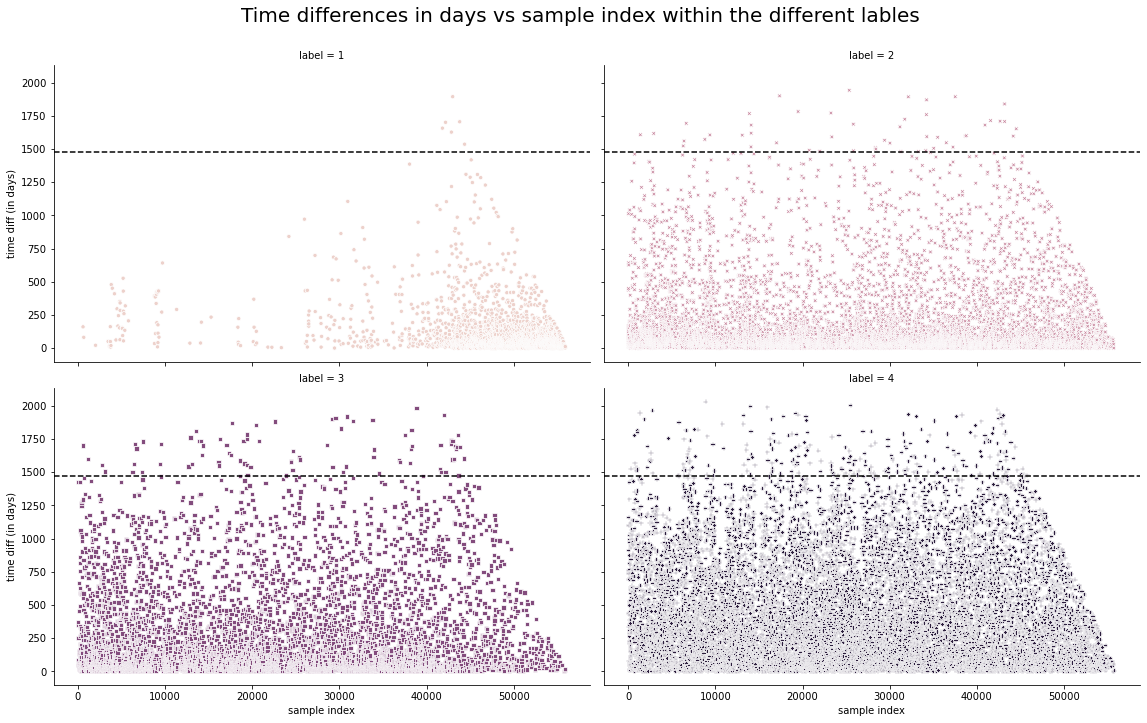 Time differences in days vs sample index within the different lables
label = 1
label = 2
2000
1750
1500
1250
1000
750
500
250
0
time diff (in days)
label = 3
label = 4
2000
1750
1500
1250
1000
750
500
250
0
time diff (in days)
0 10000 20000 30000 40000 50000
0 10000 20000 30000 40000 50000
sample index
sample index